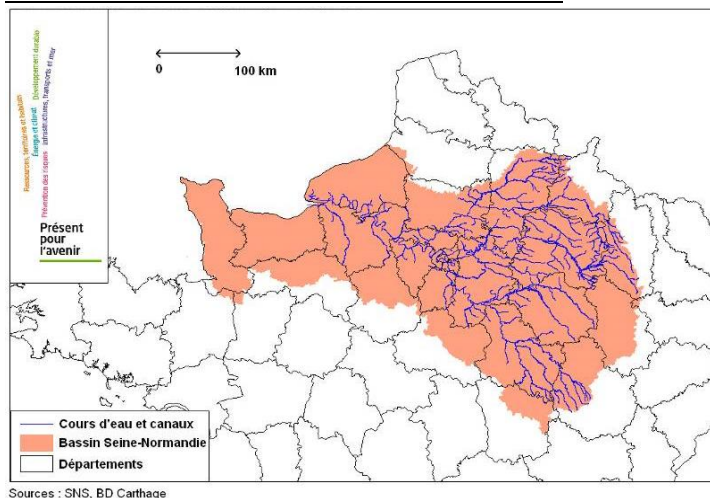 Ressources, territoires et habitats
Énergie et climat
Développement durable
Prévention des risques
Infrastructures, transports et mer
Présent
pour
l'avenir
0
100 km
Cours d'eau et canaux
Bassin Seine-Normandie
Départements
Sources : SNS, BD Carthage